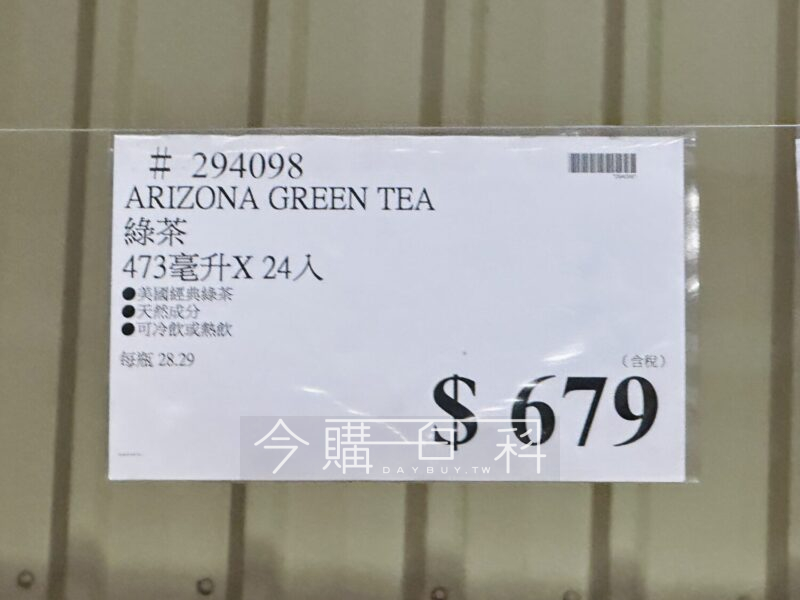 # 294098
ARIZONA GREEN TEA
綠茶
473毫升X 24入
●美國經典綠茶
●天然成分
●可冷飲或熱飲
每瓶 28.29
(含稅)
$ 679
今購百科
DAYBUY.TW